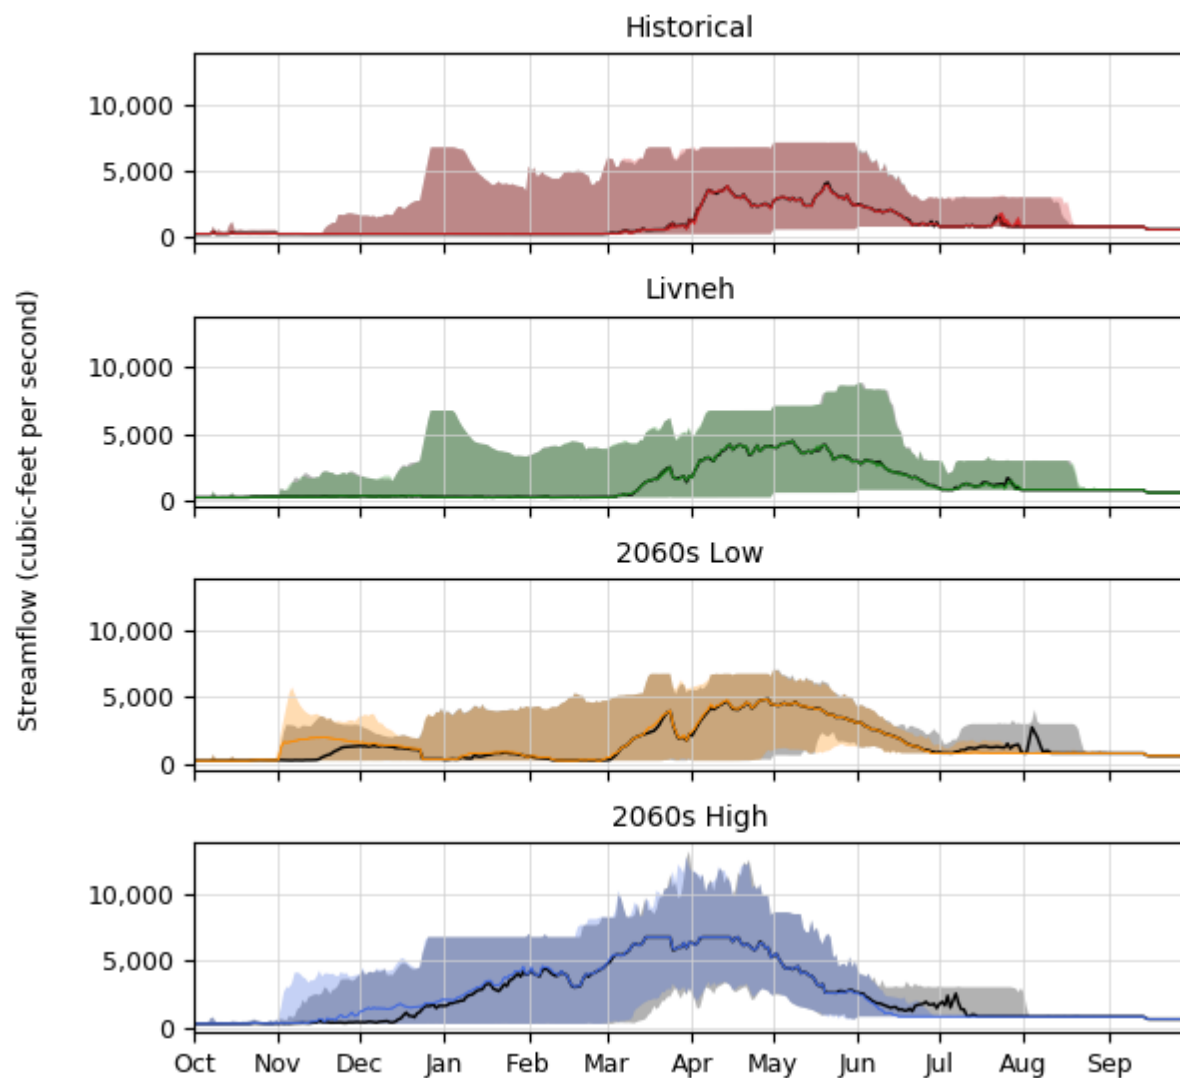 Historical
10,000
5,000
0
Livneh
10,000
5,000
0
Streamflow (cubic-feet per second)
2060s Low
10,000
5,000
0
2060s High
10,000
5,000
0
Oct Nov Dec Jan Feb Mar Apr May Jun Jul Aug Sep